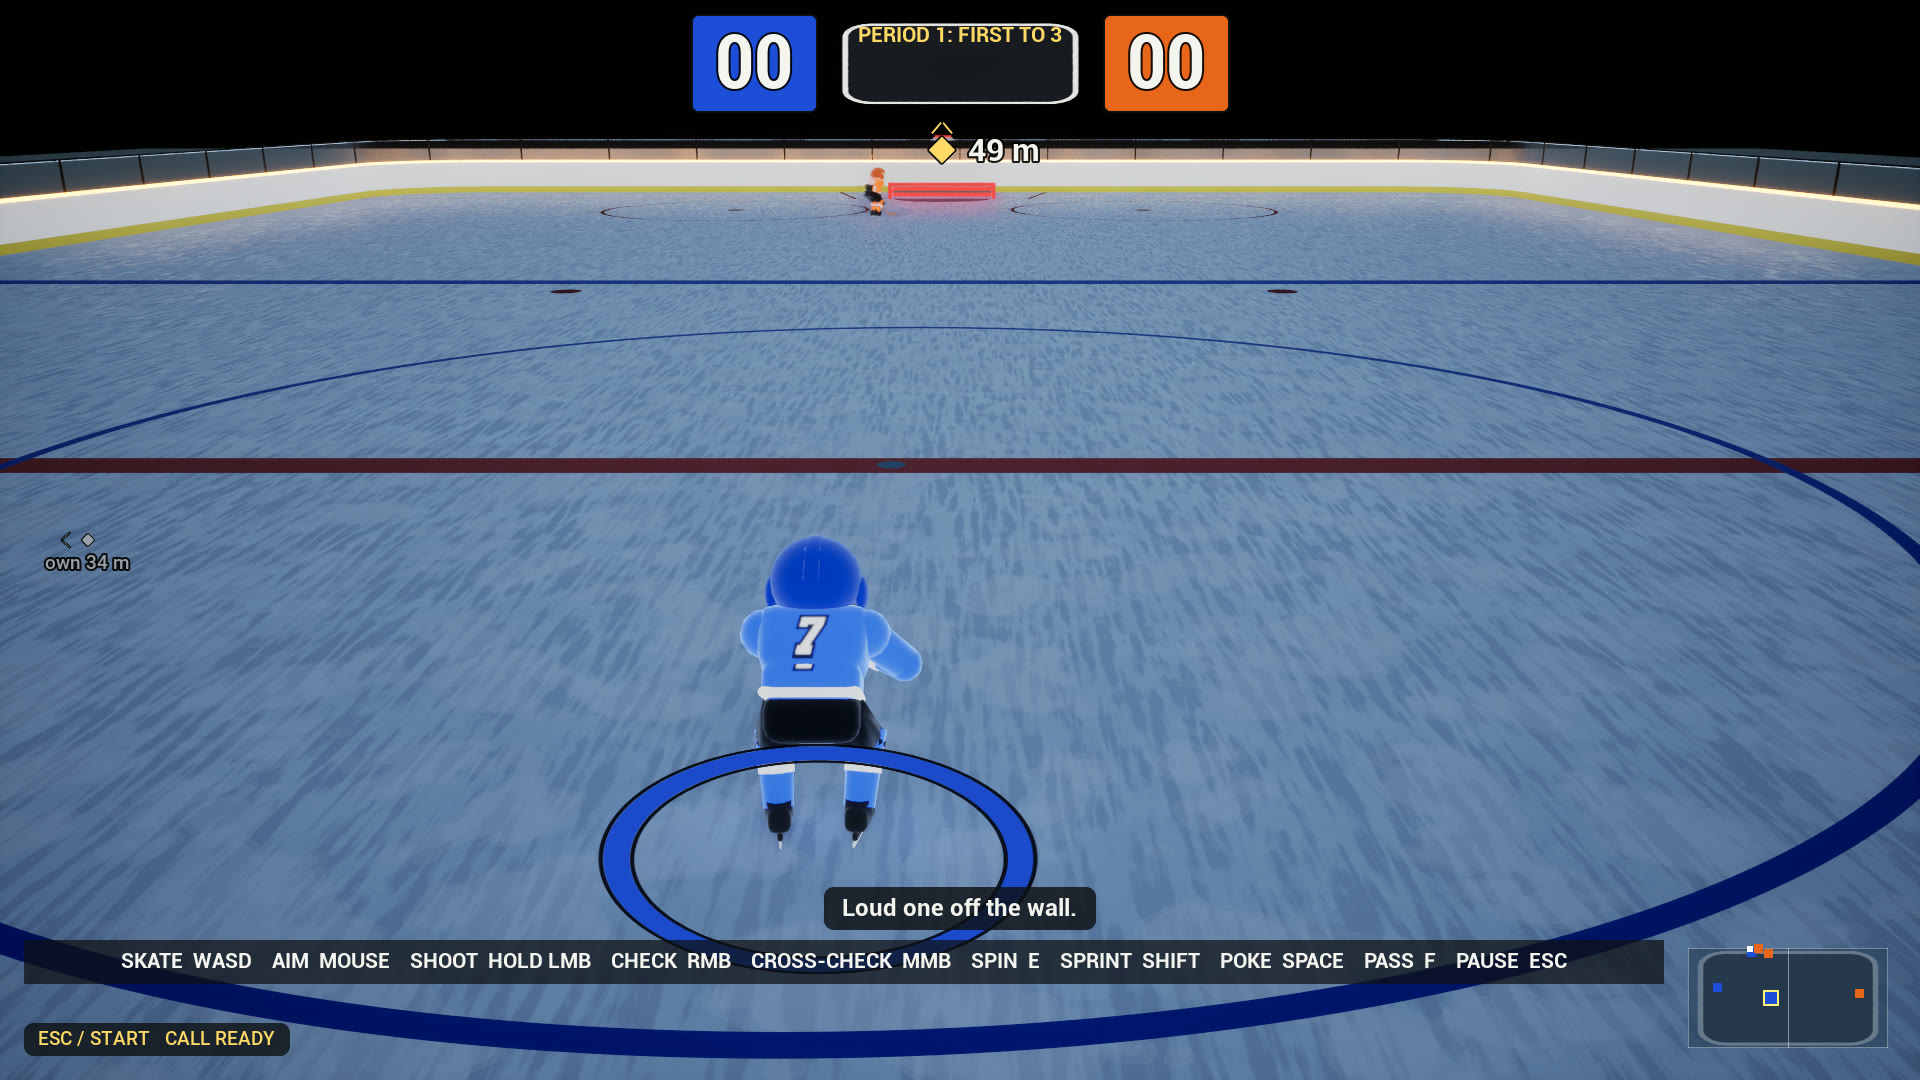 00
PERIOD 1: FIRST TO 3
00
49 m
own 34 m
7
Loud one off the wall.
SKATE WASD AIM MOUSE SHOOT HOLD LMB CHECK RMB CROSS-CHECK MMB SPIN E SPRINT SHIFT POKE SPACE PASS F PAUSE ESC
ESC / START CALL READY